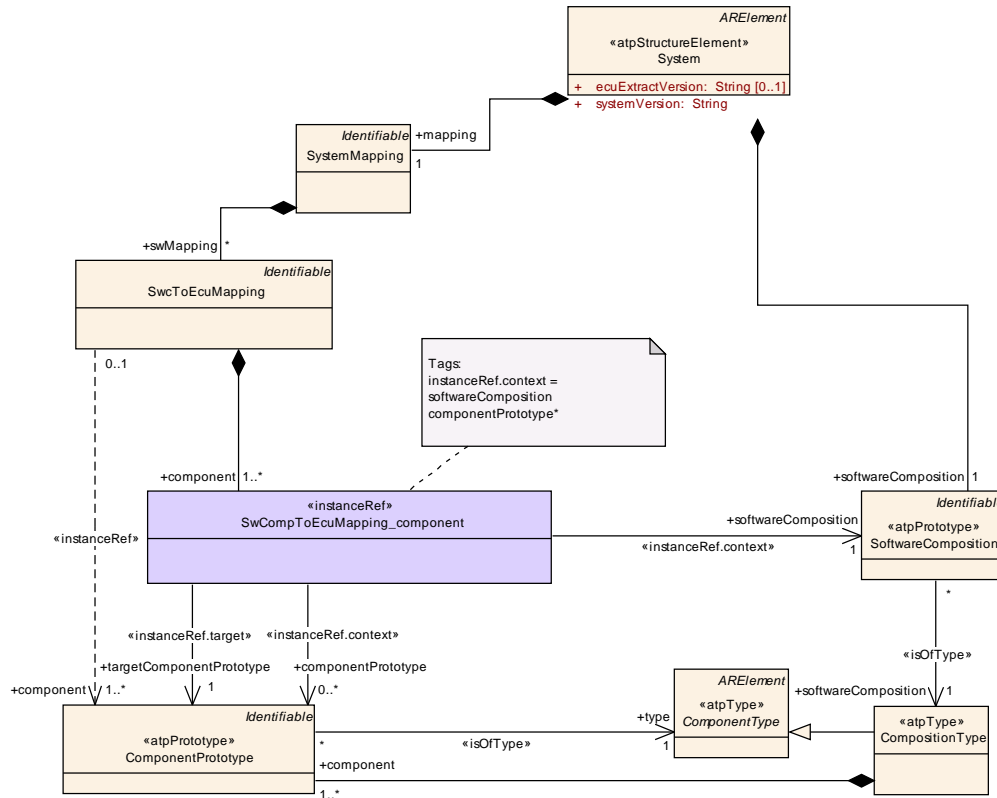 ARElement
«atpStructureElement»
System
+ ecuExtractVersion: String [0..1]
+ systemVersion: String
Identifiable
SystemMapping
+mapping
1
+swMapping *
Identifiable
SwcToEcuMapping
0..1
Tags:
instanceRef.context =
softwareComposition
componentPrototype*
+component 1..*
+softwareComposition 1
«instanceRef»
SwCompToEcuMapping_component
Identifiable
«atpPrototype»
SoftwareComposition
+softwareComposition
«instanceRef.context»
1
«instanceRef»
*
«instanceRef.target» «instanceRef.context»
«isOfType»
+targetComponentPrototype +componentPrototype
+component 1..* 1 0..*
+softwareComposition 1
ARElement
«atpType»
ComponentType
Identifiable
«atpPrototype»
ComponentPrototype
+type
* «isOfType» 1
«atpType»
CompositionType
+component
1..*